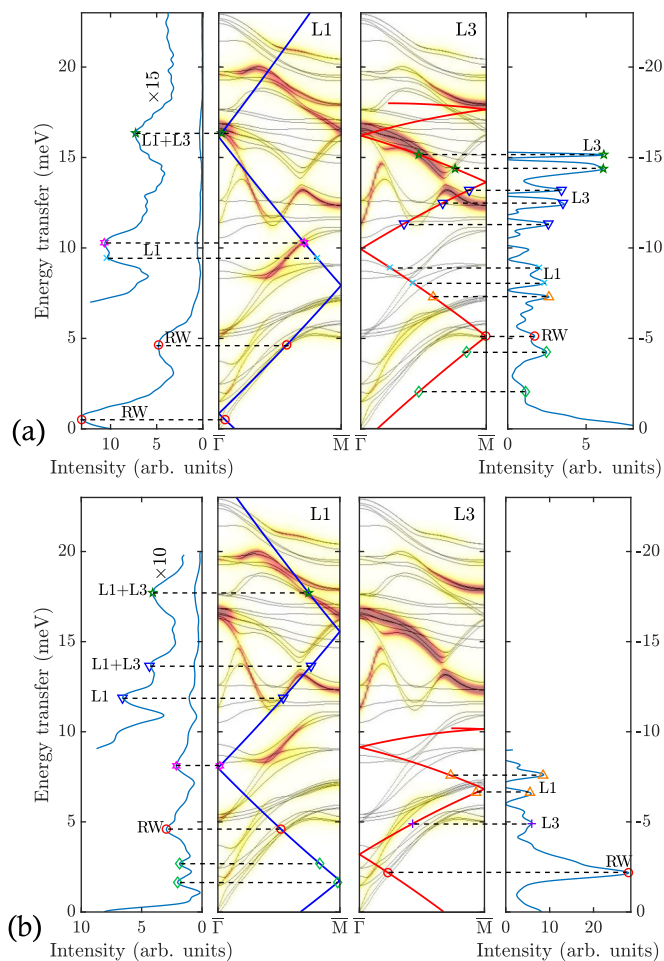 L1
L3
20
15
10
5
0
Energy transfer (meV)
×15
L1+L3
L1
RW
RW
L3
L3
L1
RW
-20
-15
-10
-5
0
(a)
10
5
0
Γ̅
M̅
Γ̅
M̅
0
5
Intensity (arb. units)
Intensity (arb. units)
L1
L3
20
15
10
5
0
Energy transfer (meV)
×10
L1+L3
L1+L3
L1
RW
L1
L3
RW
-20
-15
-10
-5
0
(b)
10
5
0
Γ̅
M̅
Γ̅
M̅
0
10
20
Intensity (arb. units)
Intensity (arb. units)